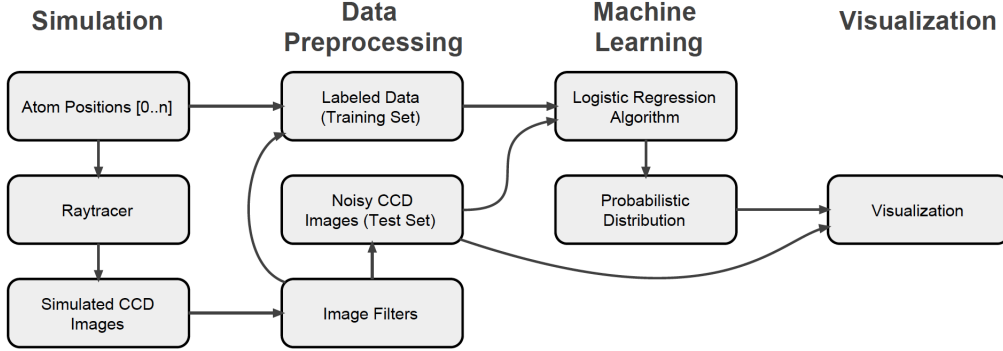 Simulation
Data
Preprocessing
Machine
Learning
Visualization
Atom Positions [0..n]
Labeled Data
(Training Set)
Logistic Regression
Algorithm
Raytracer
Noisy CCD
Images (Test Set)
Probabilistic
Distribution
Visualization
Simulated CCD
Images
Image Filters